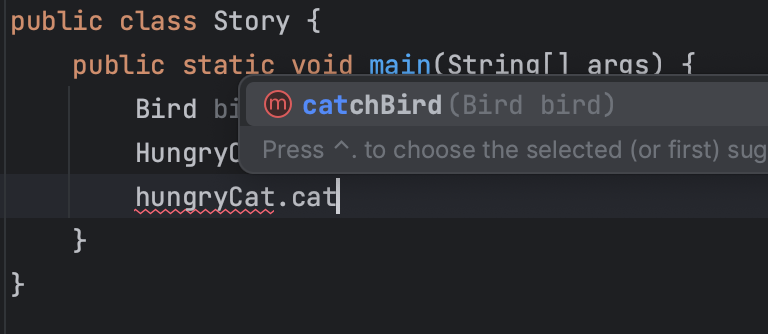 public class Story {
public static void main(String[] args) {
Bird bi
catchBird(Bird bird)
HungryC
Press ^. to choose the selected (or first) sug
hungryCat.cat
}
}